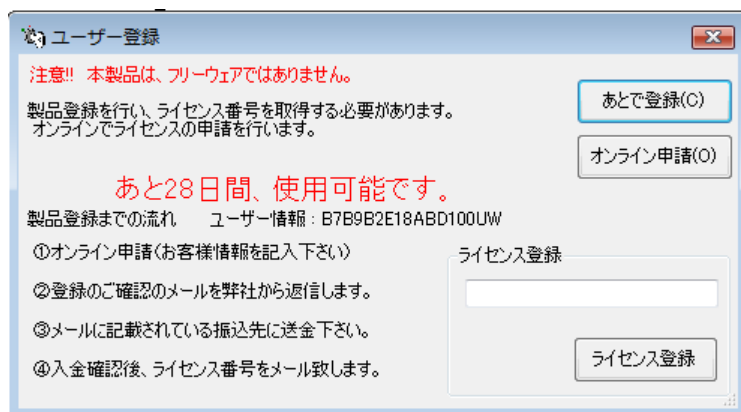 ユーザー登録
注意!! 本製品は、フリーウェアではありません。
製品登録を行い、ライセンス番号を取得する必要があります。
オンラインでライセンスの申請を行います。
あとで登録(C)
オンライン申請(O)
あと28日間、使用可能です。
製品登録までの流れ ユーザー情報:B7B9B2E18ABD100UW
①オンライン申請(お客様情報を記入下さい)
②登録のご確認のメールを弊社から返信します。
③メールに記載されている振込先に送金下さい。
④入金確認後、ライセンス番号をメール致します。
ライセンス登録
ライセンス登録